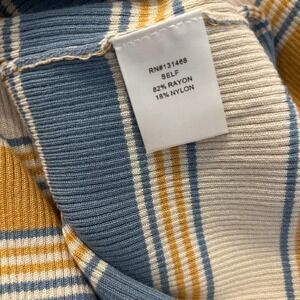 RN#131468
SELF
82% RAYON
18% NYLON